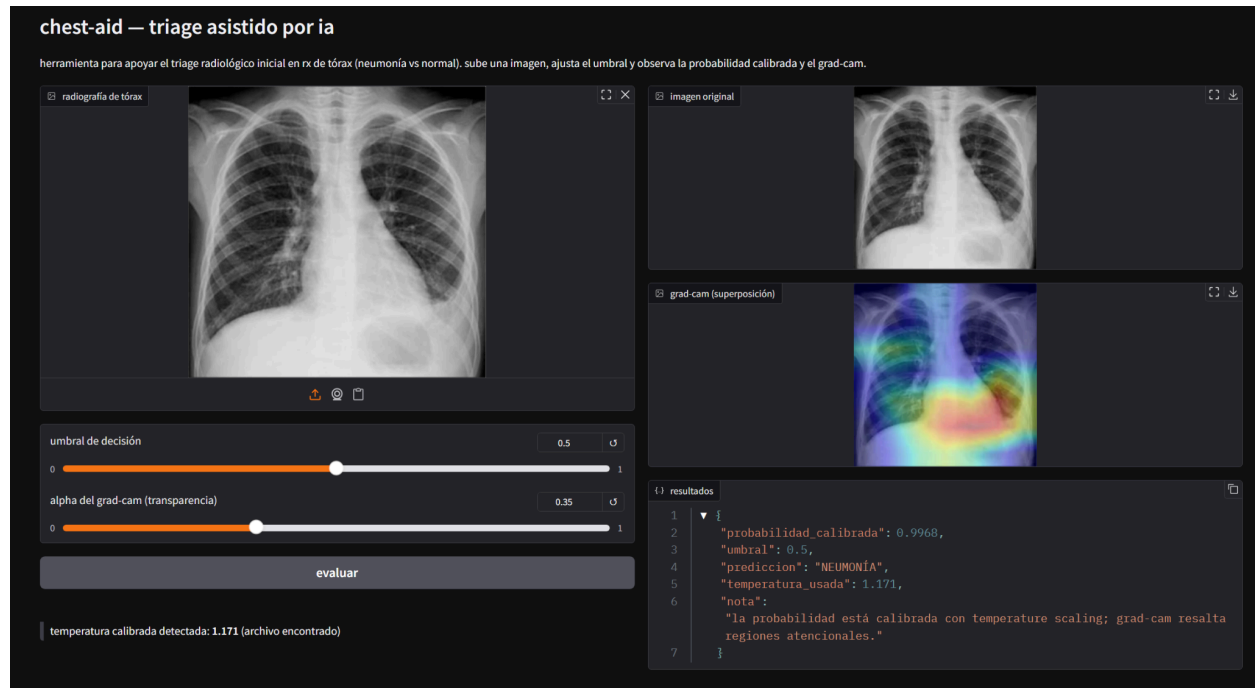 chest-aid — triage asistido por ia
herramienta para apoyar el triage radiológico inicial en rx de tórax (neumonía vs normal). sube una imagen, ajusta el umbral y observa la probabilidad calibrada y el grad-cam.
radiografía de tórax
umbral de decisión
0.5
0
1
alpha del grad-cam (transparencia)
0.35
0
1
evaluar
temperatura calibrada detectada: 1.171 (archivo encontrado)
imagen original
grad-cam (superposición)
{·} resultados
1 ▼ {
2 "probabilidad_calibrada": 0.9968,
3 "umbral": 0.5,
4 "prediccion": "NEUMONÍA",
5 "temperatura_usada": 1.171,
6 "nota":
"la probabilidad está calibrada con temperature scaling; grad-cam resalta
regiones atencionales."
7 }